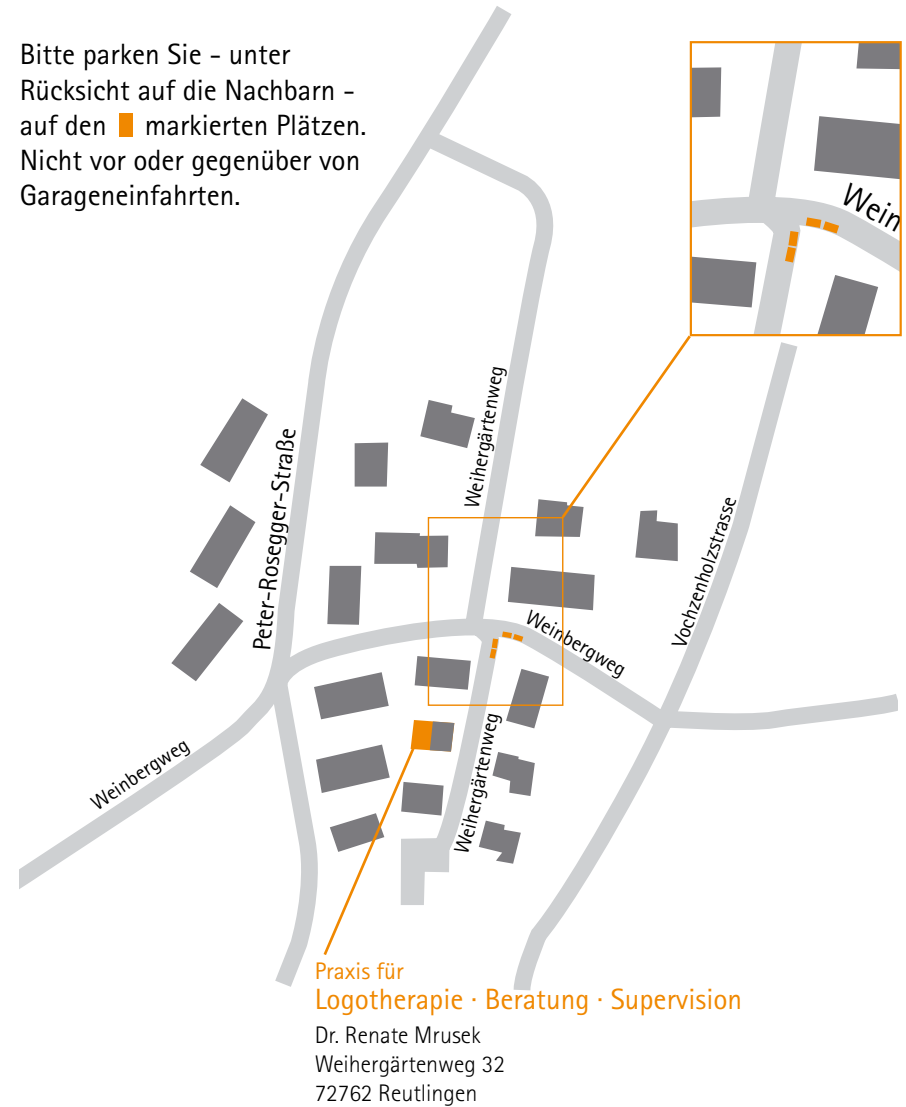 Bitte parken Sie - unter
Rücksicht auf die Nachbarn -
auf den markierten Plätzen.
Nicht vor oder gegenüber von
Garageneinfahrten.
Wein
Weihergärtenweg
Peter-Rosegger-Straße
Vochzenholzstrasse
Weinbergweg
Weinbergweg
Weihergärtenweg
Praxis für
Logotherapie · Beratung · Supervision
Dr. Renate Mrusek
Weihergärtenweg 32
72762 Reutlingen